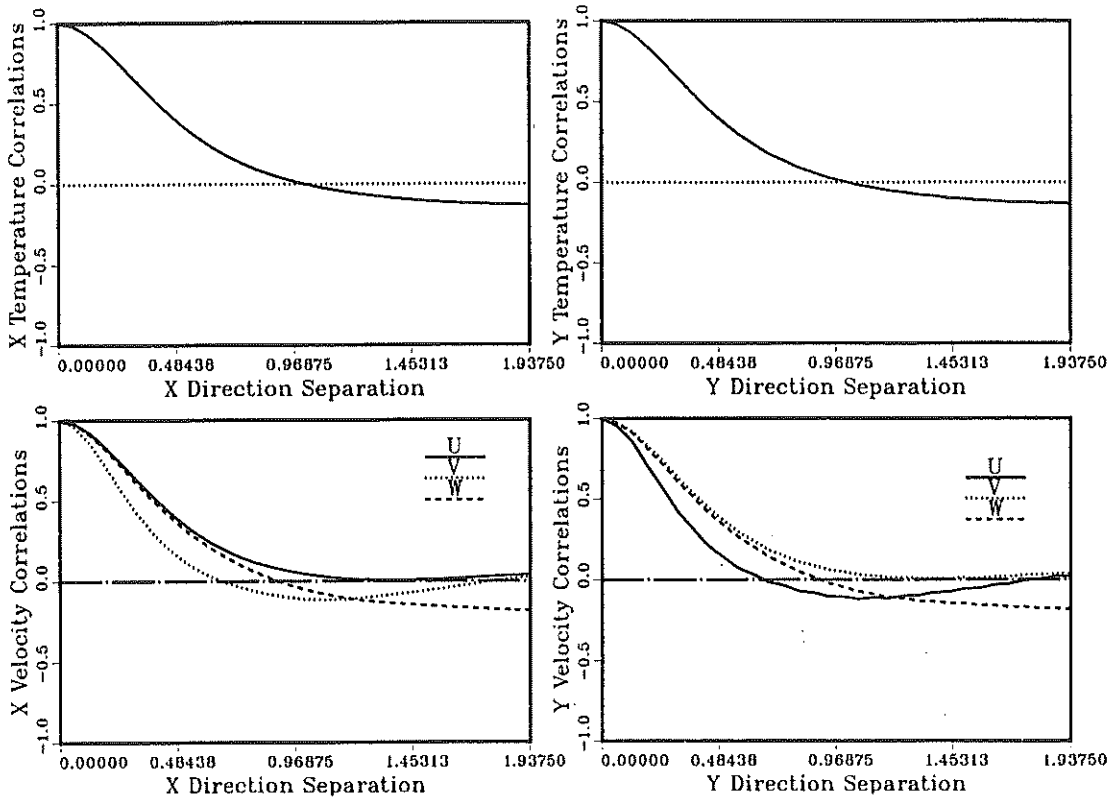 X Temperature Correlations
1.0
0.5
0.0
-0.5
-1.0
0.00000 0.48438 0.96875 1.45313 1.93750
X Direction Separation
Y Temperature Correlations
1.0
0.5
0.0
-0.5
-1.0
0.00000 0.48438 0.96875 1.45313 1.93750
Y Direction Separation
X Velocity Correlations
1.0
0.5
0.0
-0.5
-1.0
U
V
W
0.00000 0.48438 0.96875 1.45313 1.93750
X Direction Separation
Y Velocity Correlations
1.0
0.5
0.0
-0.5
-1.0
U
V
W
0.00000 0.48438 0.96875 1.45313 1.93750
Y Direction Separation